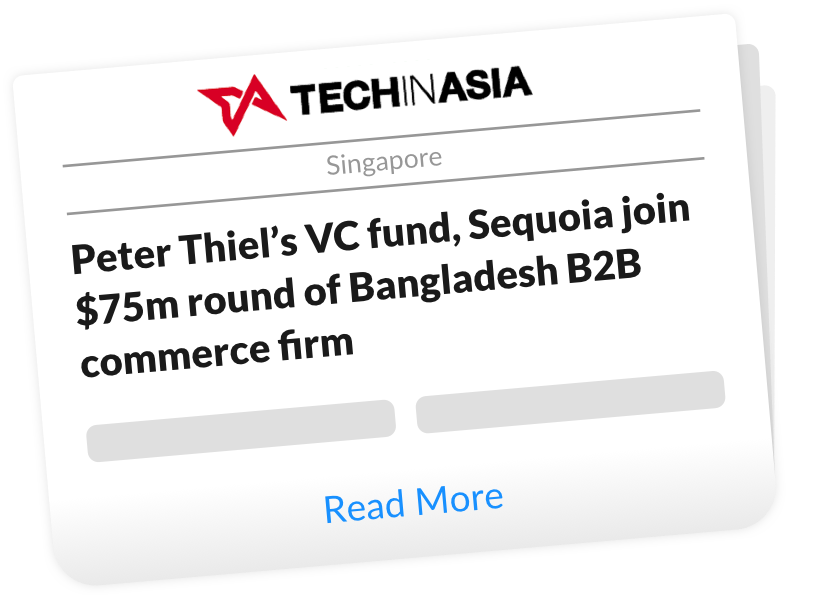 TECHINASIA
Singapore
Peter Thiel’s VC fund, Sequoia join
$75m round of Bangladesh B2B
commerce firm
Read More